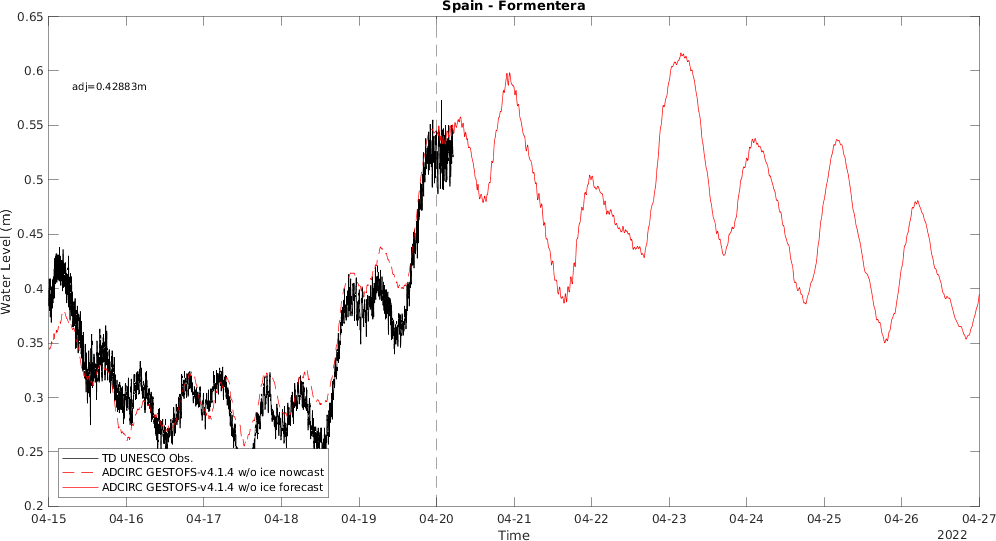 Spain - Formentera
0.65
0.6
0.55
0.5
0.45
0.4
0.35
0.3
0.25
0.2
Water Level (m)
adj=0.42883m
TD UNESCO Obs.
ADCIRC GESTOFS-v4.1.4 w/o ice nowcast
ADCIRC GESTOFS-v4.1.4 w/o ice forecast
04-15 04-16 04-17 04-18 04-19 04-20 04-21 04-22 04-23 04-24 04-25 04-26 04-27
Time
2022